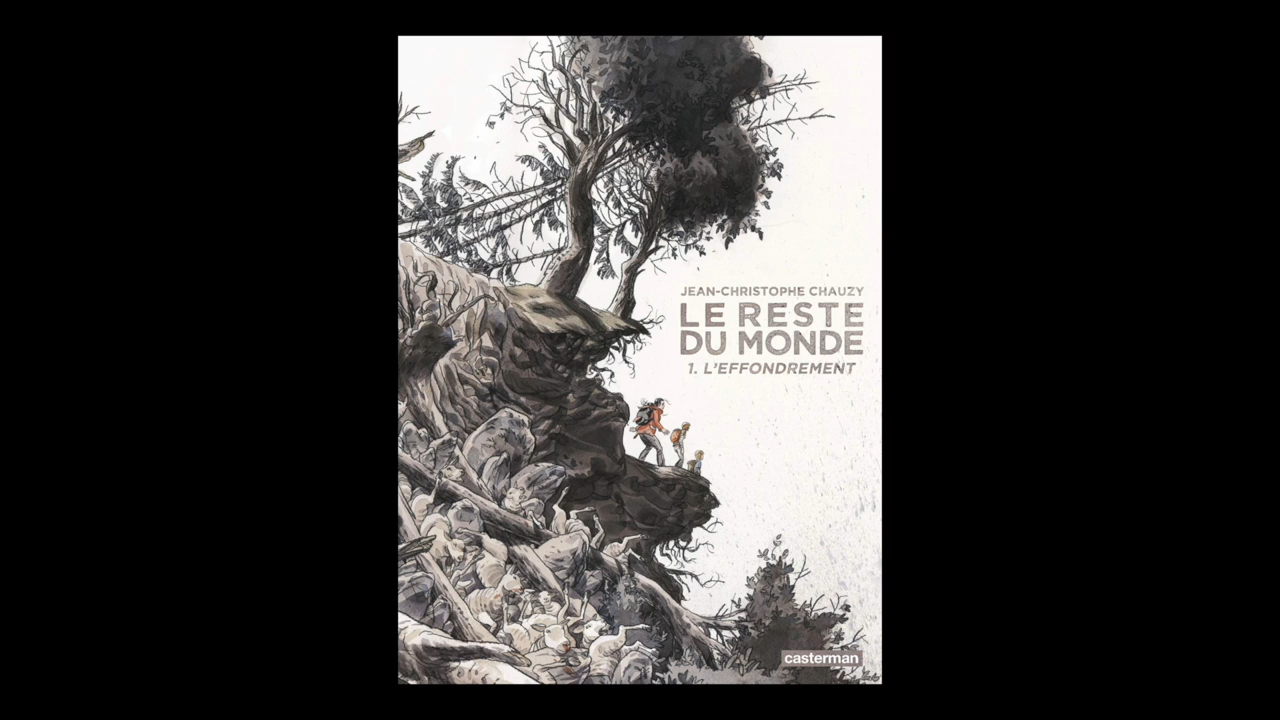 JEAN-CHRISTOPHE CHAUZY
LE RESTE
DU MONDE
1. L'EFFONDREMENT
casterman